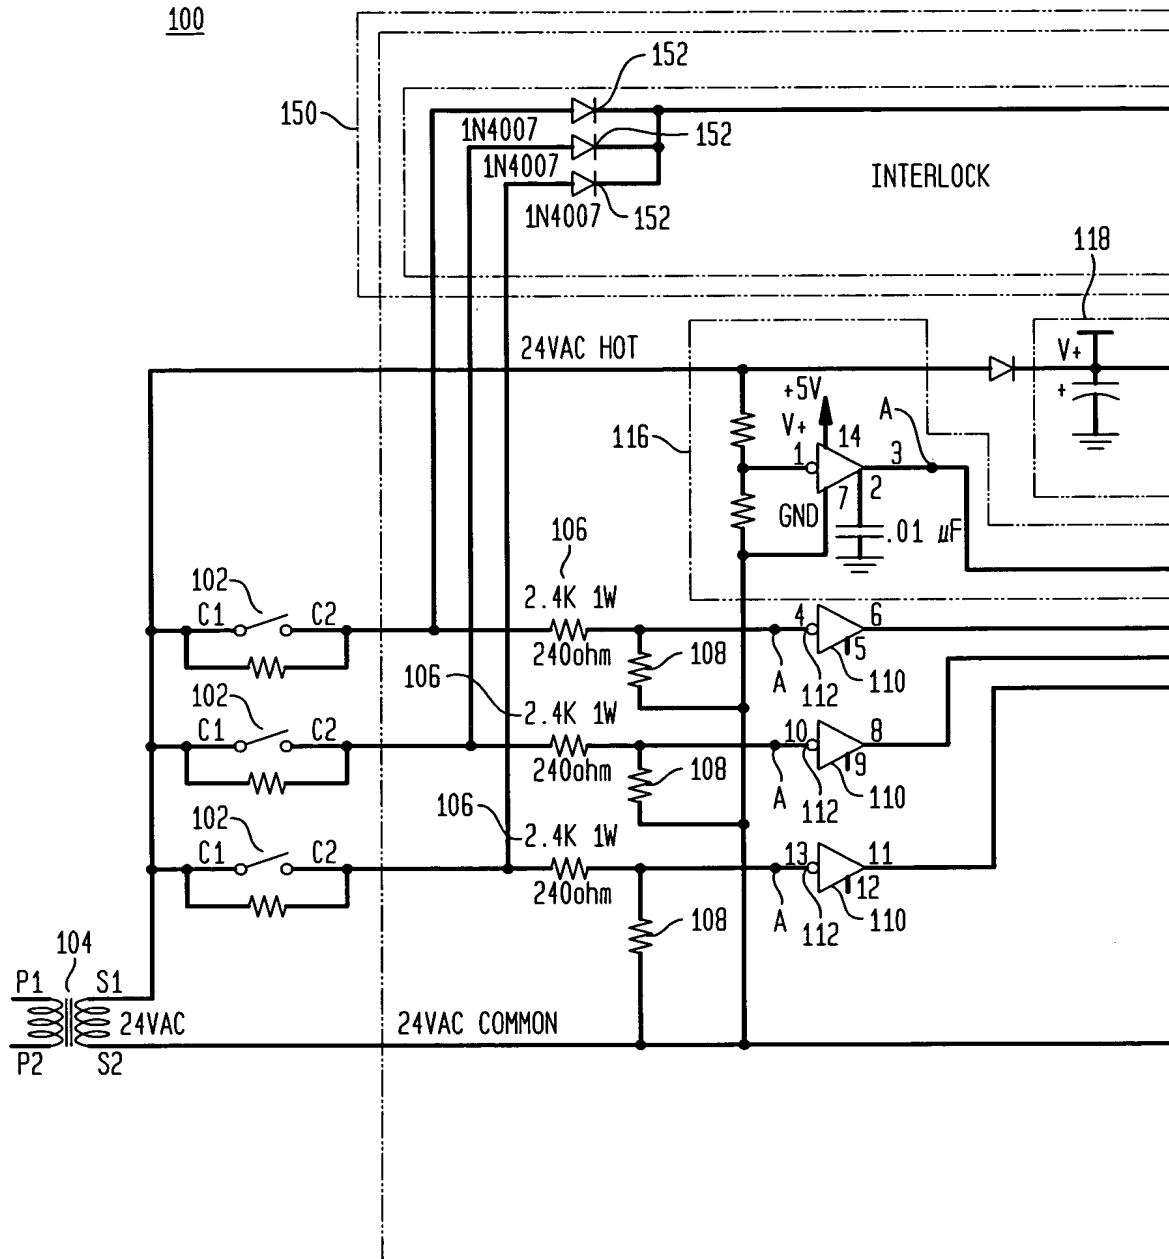 100
152
150
1N4007
152
1N4007
INTERLOCK
1N4007
152
118
24VAC HOT
V+
+
+5V
A
V+
14
116
1
3
7
2
GND
.01 µF
106
102
2.4K 1W
C1
C2
4
6
5
240ohm
108
A
112
110
106
102
2.4K 1W
C1
C2
10
8
9
240ohm
108
A
112
110
106
102
2.4K 1W
C1
C2
13
11
12
240ohm
108
A
112
110
104
P1
S1
24VAC
24VAC COMMON
P2
S2